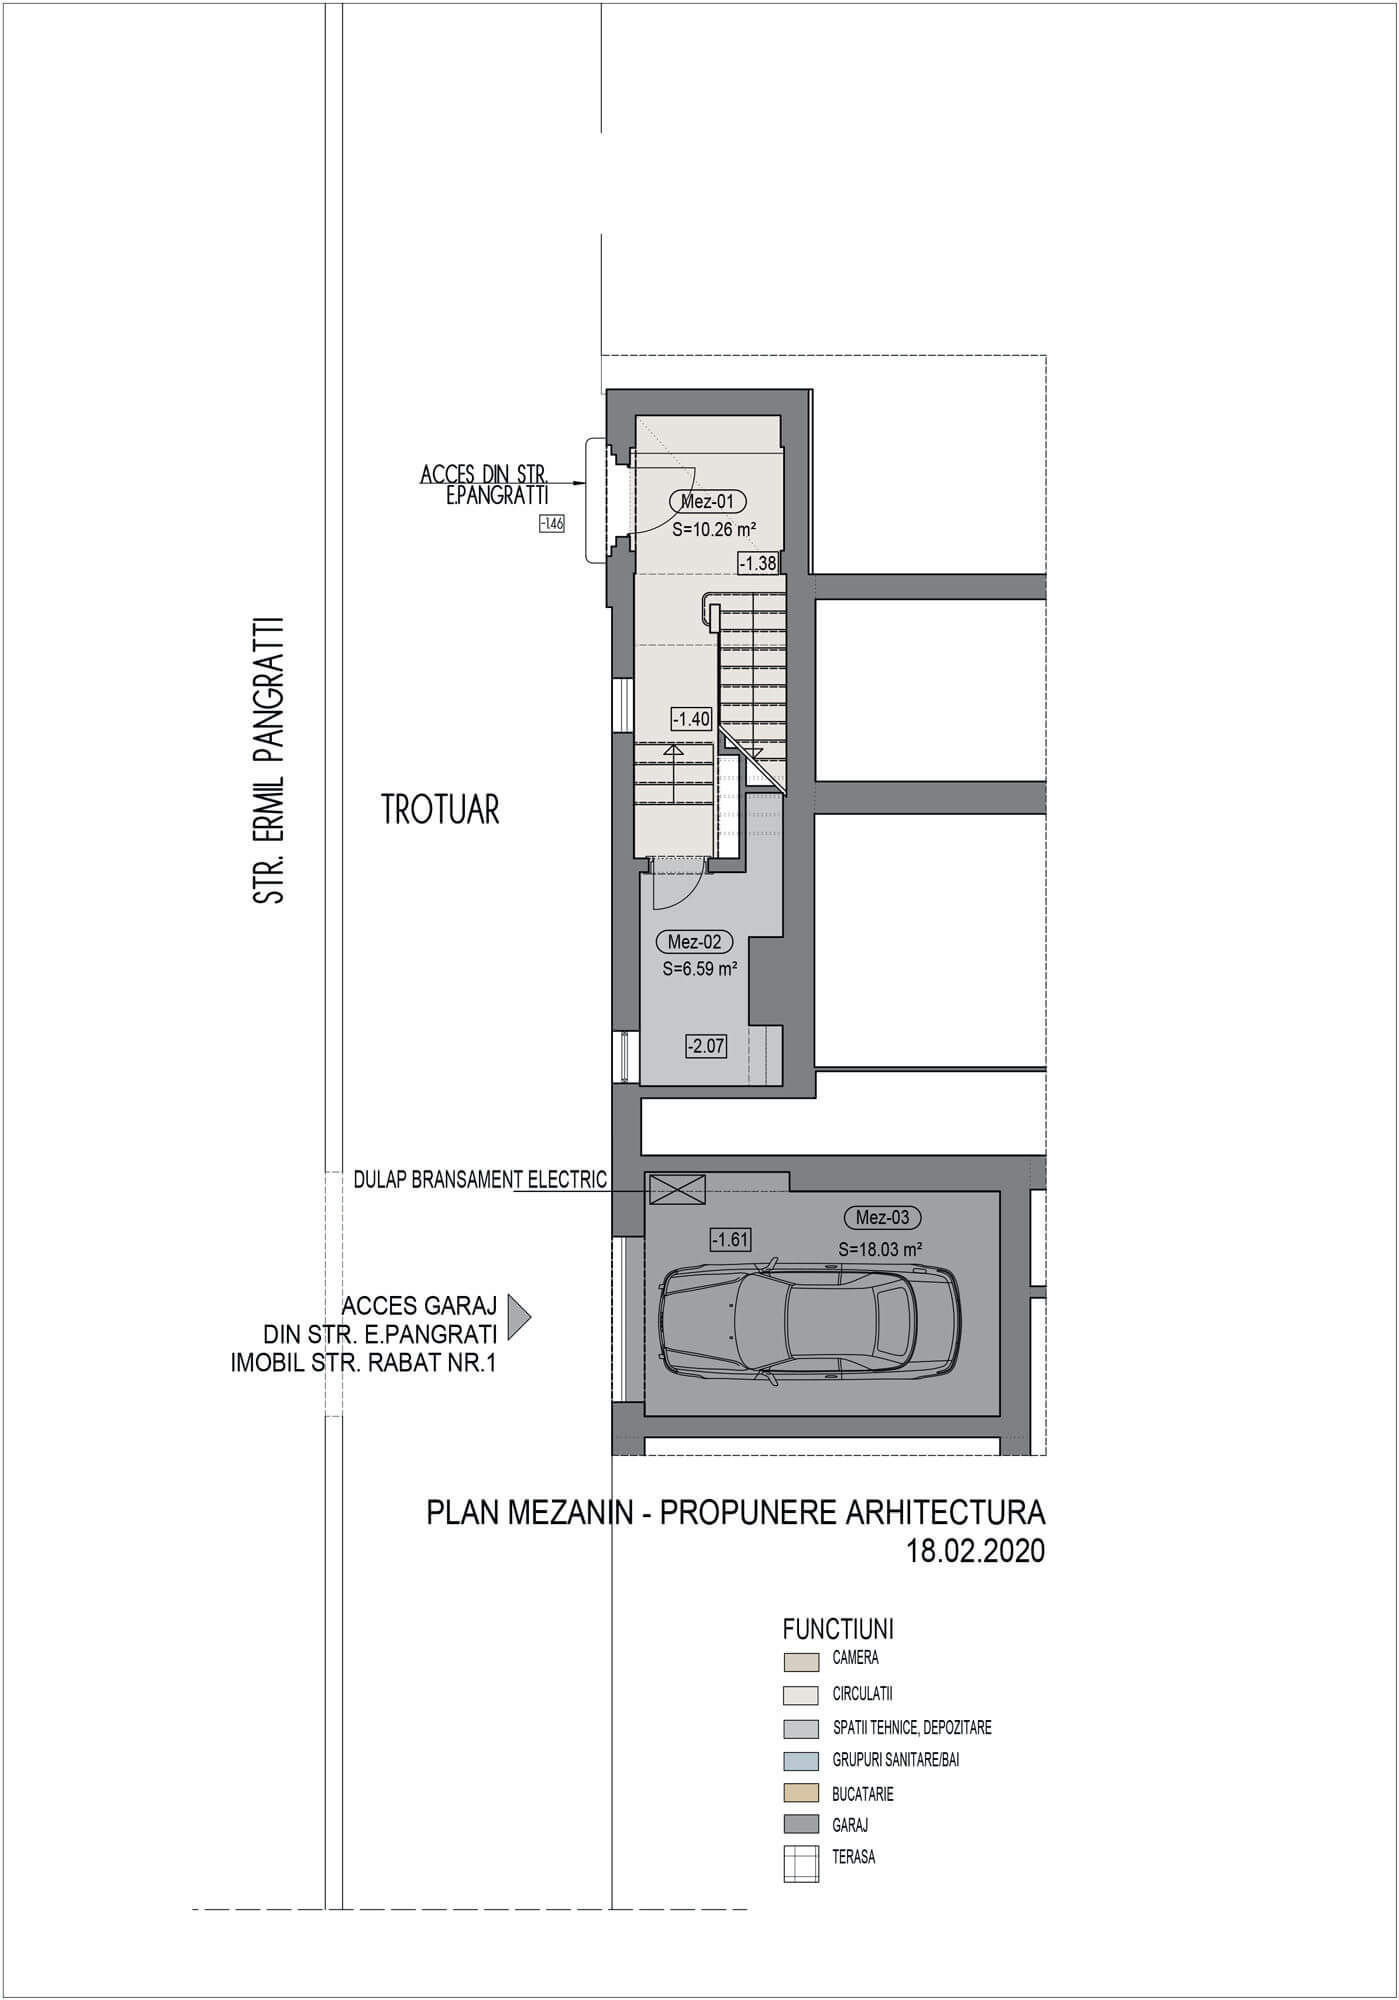 ACCES DIN STR.
E.PANGRATTI
-1.46
Mez-01
S=10.26 m²
-1.38
STR. ERMIL PANGRATTI
-1.40
TROTUAR
Mez-02
S=6.59 m²
-2.07
DULAP BRANSAMENT ELECTRIC
Mez-03
-1.61
S=18.03 m²
ACCES GARAJ
DIN STR. E.PANGRATI
IMOBIL STR. RABAT NR.1
PLAN MEZANIN - PROPUNERE ARHITECTURA
18.02.2020
FUNCTIUNI
CAMERA
CIRCULATII
SPATII TEHNICE, DEPOZITARE
GRUPURI SANITARE/BAI
BUCATARIE
GARAJ
TERASA